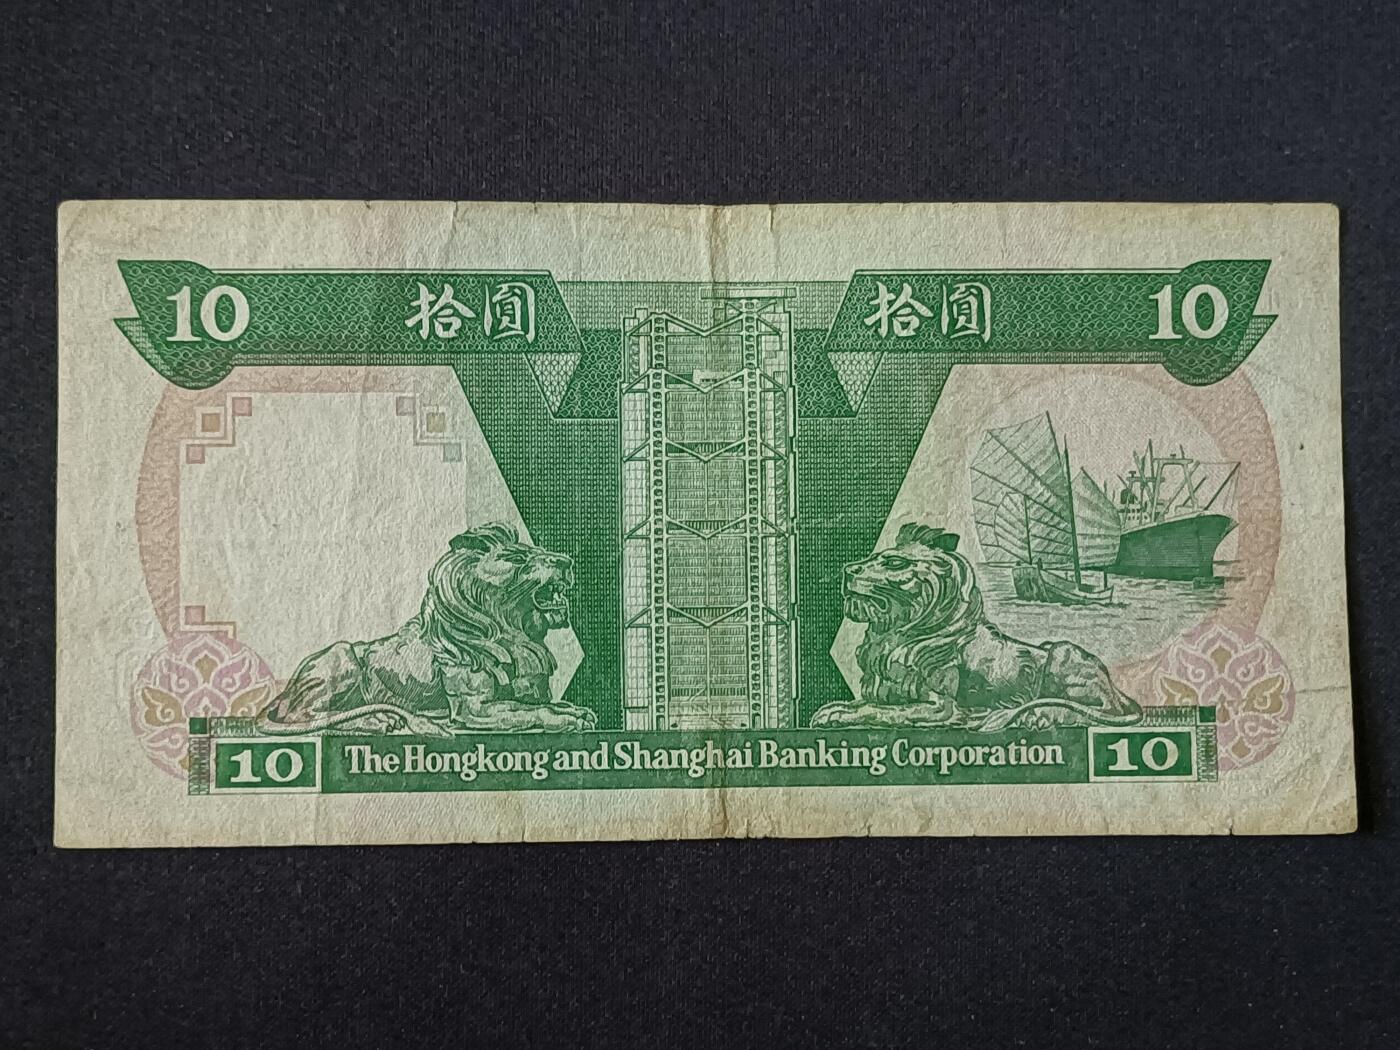 10 拾圓 拾圓 10
10 The Hongkong and Shanghai Banking Corporation 10